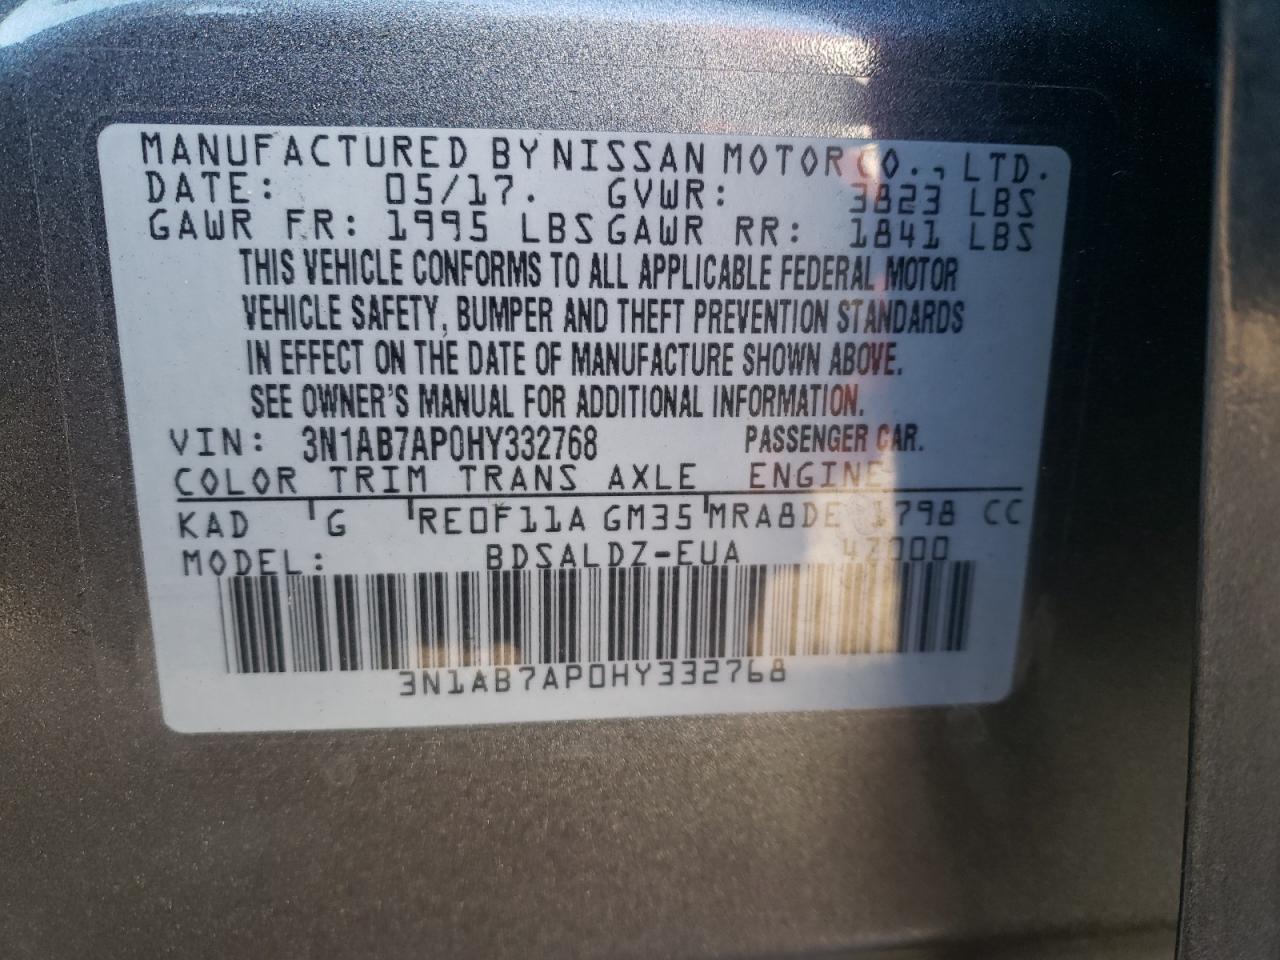 MANUFACTURED BY NISSAN MOTOR CO., LTD.
DATE: 05/17. GVWR: 3823 LBS
GAWR FR: 1995 LBS GAWR RR: 1841 LBS
THIS VEHICLE CONFORMS TO ALL APPLICABLE FEDERAL MOTOR
VEHICLE SAFETY, BUMPER AND THEFT PREVENTION STANDARDS
IN EFFECT ON THE DATE OF MANUFACTURE SHOWN ABOVE.
SEE OWNER'S MANUAL FOR ADDITIONAL INFORMATION.
VIN: 3N1AB7AP0HY332768 PASSENGER CAR.
COLOR TRIM TRANS AXLE ENGINE
KAD G RE0F11A GM35 MRA8DE 1798 CC
MODEL: BDSALDZ-EUA 42000
3N1AB7AP0HY332768